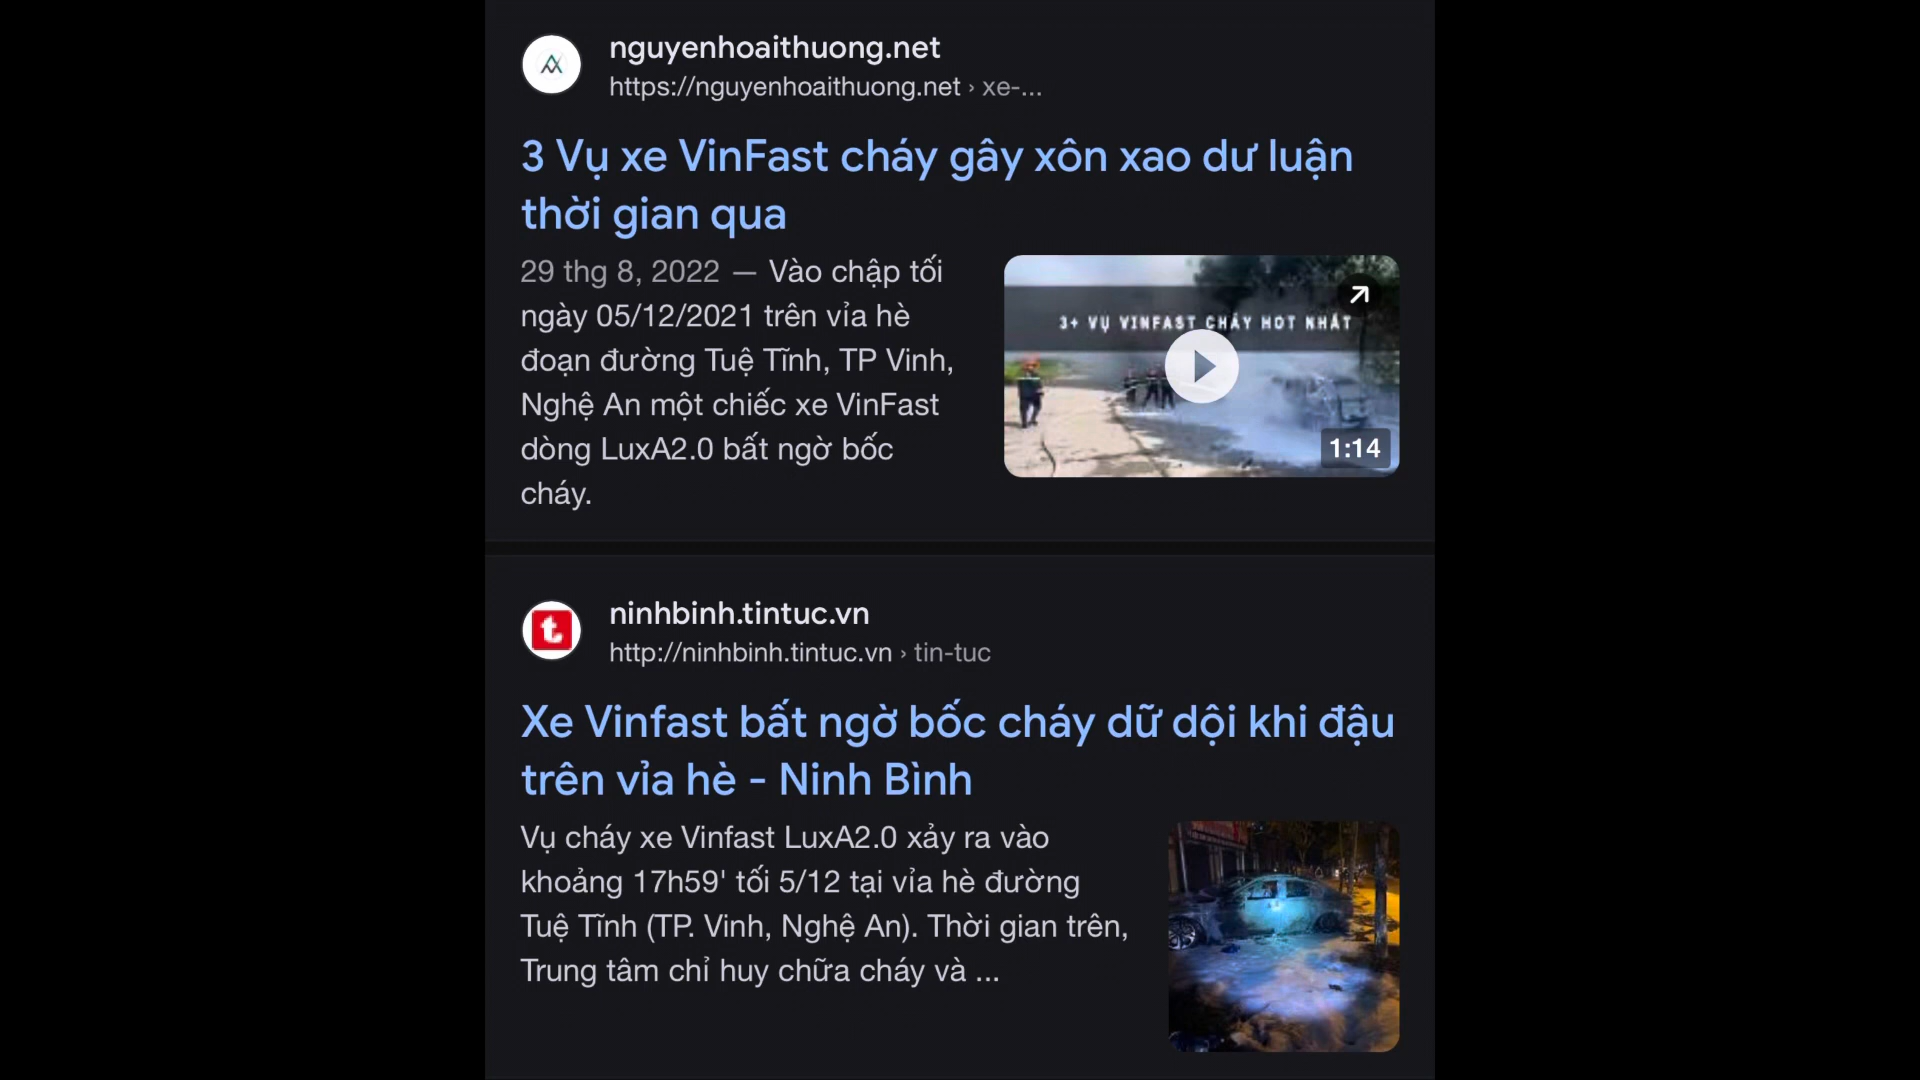 nguyenhoaithuong.net
https://nguyenhoaithuong.net › xe-...
3 Vụ xe VinFast cháy gây xôn xao dư luận
thời gian qua
29 thg 8, 2022 — Vào chập tối
ngày 05/12/2021 trên vỉa hè
đoạn đường Tuệ Tĩnh, TP Vinh,
Nghệ An một chiếc xe VinFast
dòng LuxA2.0 bất ngờ bốc
cháy.
3+ VỤ VINFAST CHÁY HOT NHẤT
1:14
ninhbinh.tintuc.vn
http://ninhbinh.tintuc.vn › tin-tuc
Xe Vinfast bất ngờ bốc cháy dữ dội khi đậu
trên vỉa hè - Ninh Bình
Vụ cháy xe Vinfast LuxA2.0 xảy ra vào
khoảng 17h59' tối 5/12 tại vỉa hè đường
Tuệ Tĩnh (TP. Vinh, Nghệ An). Thời gian trên,
Trung tâm chỉ huy chữa cháy và ...